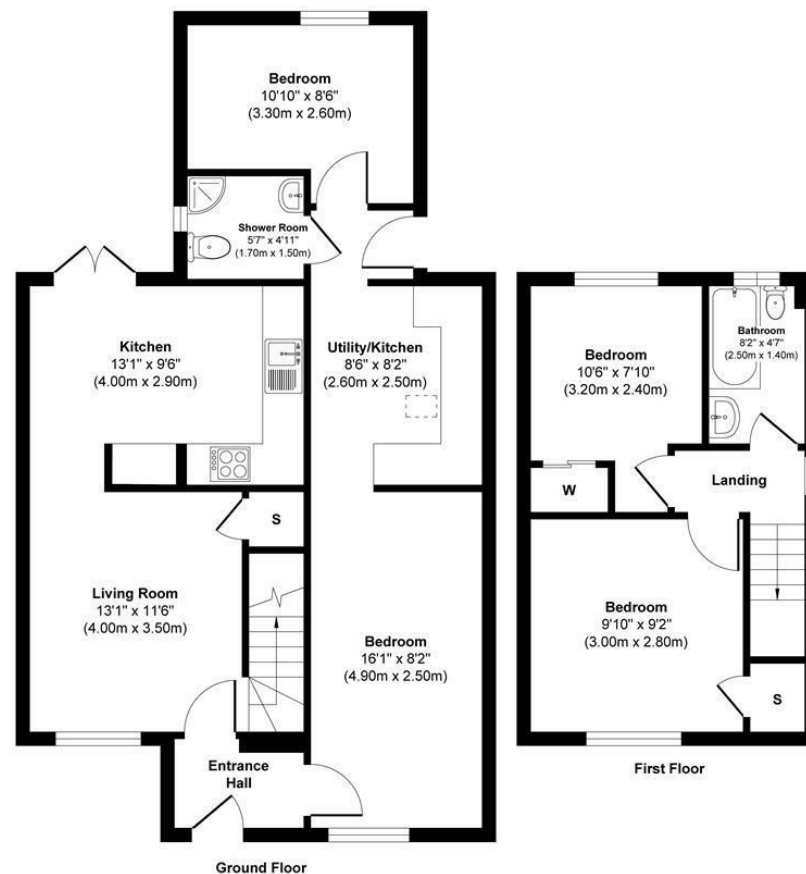 Bedroom
10'10" x 8'6"
(3.30m x 2.60m)
Shower Room
5'7" x 4'11"
(1.70m x 1.50m)
Kitchen
13'1" x 9'6"
(4.00m x 2.90m)
Utility/Kitchen
8'6" x 8'2"
(2.60m x 2.50m)
S
Living Room
13'1" x 11'6"
(4.00m x 3.50m)
Bedroom
16'1" x 8'2"
(4.90m x 2.50m)
Entrance
Hall
Ground Floor
Bathroom
8'2" x 4'7"
(2.50m x 1.40m)
Bedroom
10'6" x 7'10"
(3.20m x 2.40m)
W
Landing
Bedroom
9'10" x 9'2"
(3.00m x 2.80m)
S
First Floor